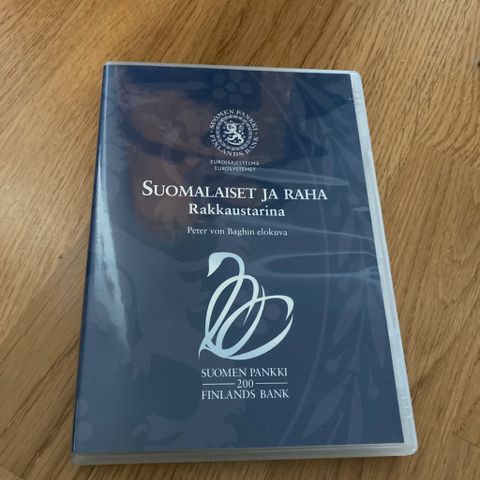 SUOMEN PANKKI
FINLANDS BANK
EUROJÄRJESTELMÄ
EUROSYSTEMET
SUOMALAISET JA RAHA
Rakkaustarina
Peter von Baghin elokuva
SUOMEN PANKKI
200
FINLANDS BANK